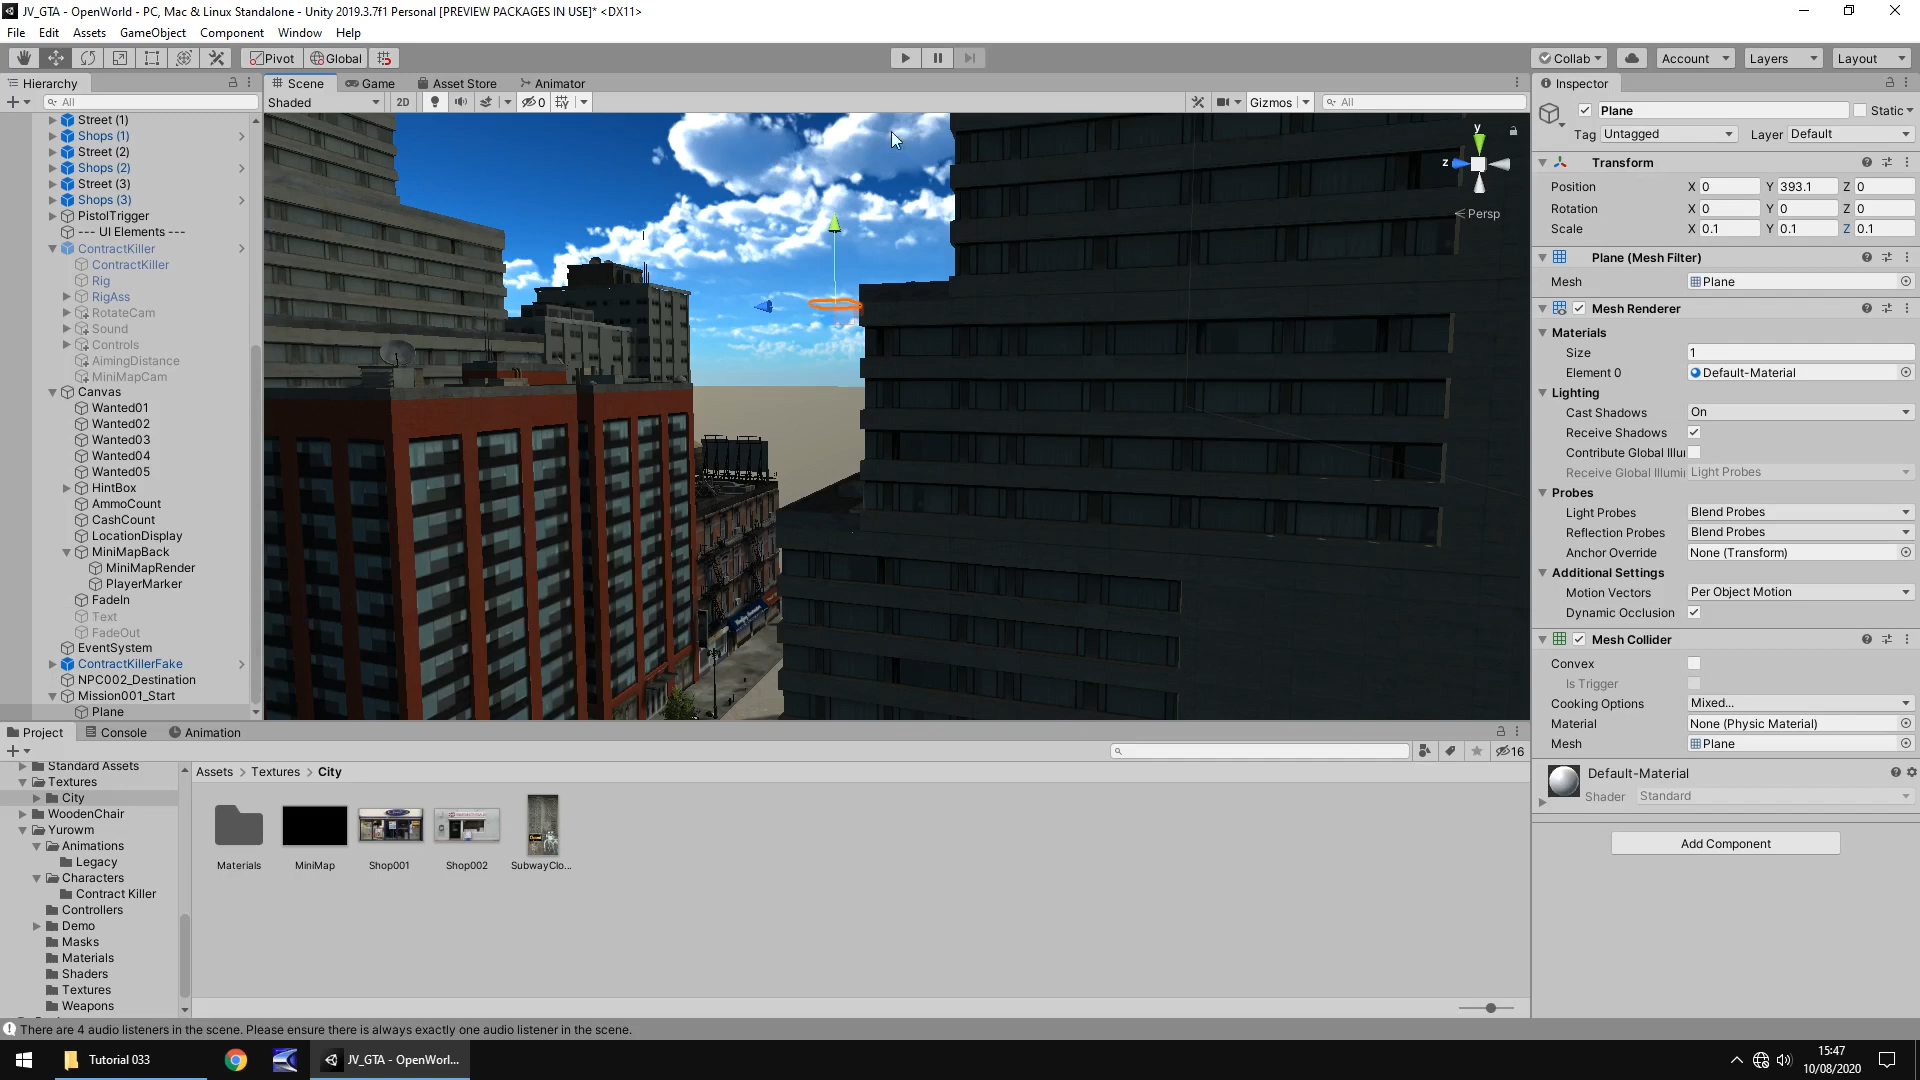 JV_GTA - OpenWorld - PC, Mac & Linux Standalone - Unity 2019.3.7f1 Personal [PREVIEW PACKAGES IN USE]* <DX11>
File Edit Assets GameObject Component Window Help
Pivot Global Collab Account Layers Layout
Hierarchy
All
Street (1)
Shops (1)
Street (2)
Shops (2)
Street (3)
Shops (3)
PistolTrigger
--- UI Elements ---
ContractKiller
ContractKiller
Rig
RigAss
RotateCam
Sound
Controls
AimingDistance
MiniMapCam
Canvas
Wanted01
Wanted02
Wanted03
Wanted04
Wanted05
HintBox
AmmoCount
CashCount
LocationDisplay
MiniMapBack
MiniMapRender
PlayerMarker
FadeIn
Text
FadeOut
EventSystem
ContractKillerFake
NPC002_Destination
Mission001_Start
Plane
Scene Game Asset Store Animator
Shaded 2D 0 Gizmos All
y
z
Persp
Inspector
Plane Static
Tag Untagged Layer Default
Transform
Position X 0 Y 393.1 Z 0
Rotation X 0 Y 0 Z 0
Scale X 0.1 Y 0.1 Z 0.1
Plane (Mesh Filter)
Mesh Plane
Mesh Renderer
Materials
Size 1
Element 0 Default-Material
Lighting
Cast Shadows On
Receive Shadows
Contribute Global Illui
Receive Global Illumii Light Probes
Probes
Light Probes Blend Probes
Reflection Probes Blend Probes
Anchor Override None (Transform)
Additional Settings
Motion Vectors Per Object Motion
Dynamic Occlusion
Mesh Collider
Convex
Is Trigger
Cooking Options Mixed...
Material None (Physic Material)
Mesh Plane
Default-Material
Shader Standard
Add Component
Project Console Animation
16
Standard Assets
Textures
City
WoodenChair
Yurowm
Animations
Legacy
Characters
Contract Killer
Controllers
Demo
Masks
Materials
Shaders
Textures
Weapons
Assets > Textures > City
Materials MiniMap Shop001 Shop002 SubwayClo...
There are 4 audio listeners in the scene. Please ensure there is always exactly one audio listener in the scene.
Tutorial 033
JV_GTA - OpenWorl...
15:47
10/08/2020